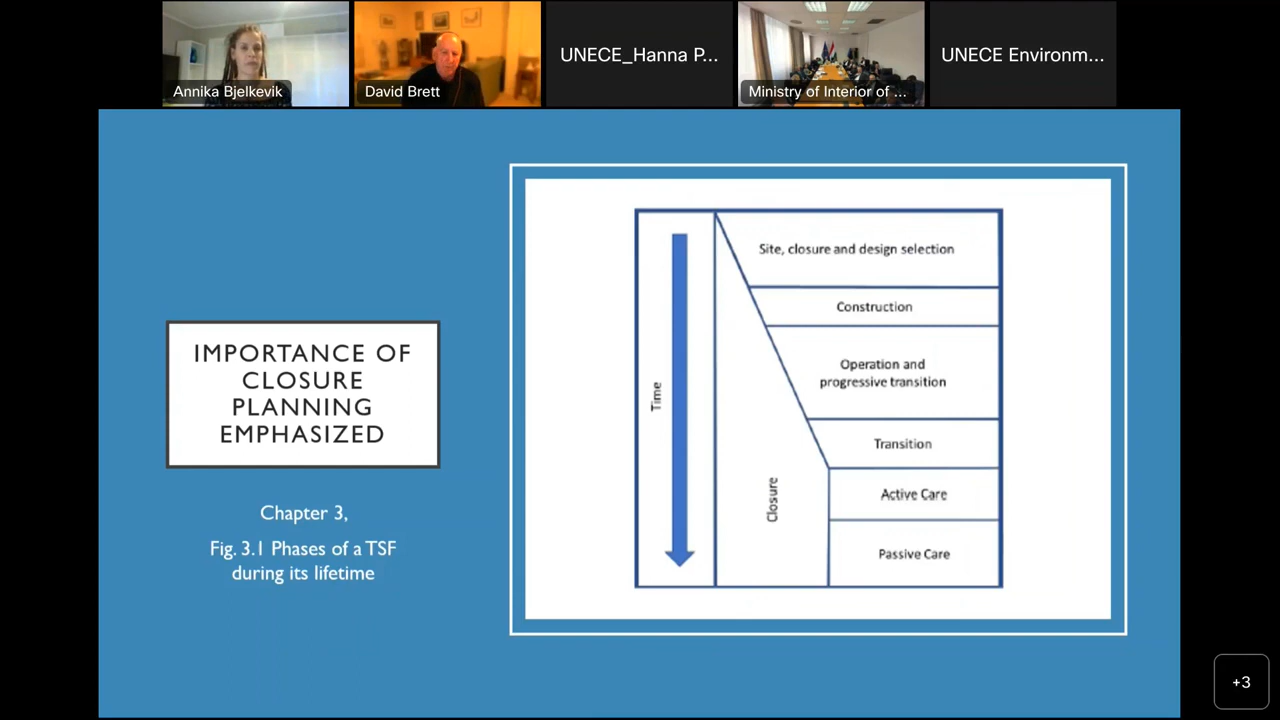 UNECE_Hanna P...
UNECE Environm...
Annika Bjelkevik
David Brett
Ministry of Interior of ...
IMPORTANCE OF
CLOSURE
PLANNING
EMPHASIZED
Chapter 3,
Fig. 3.1 Phases of a TSF
during its lifetime
Time
Closure
Site, closure and design selection
Construction
Operation and
progressive transition
Transition
Active Care
Passive Care
+3